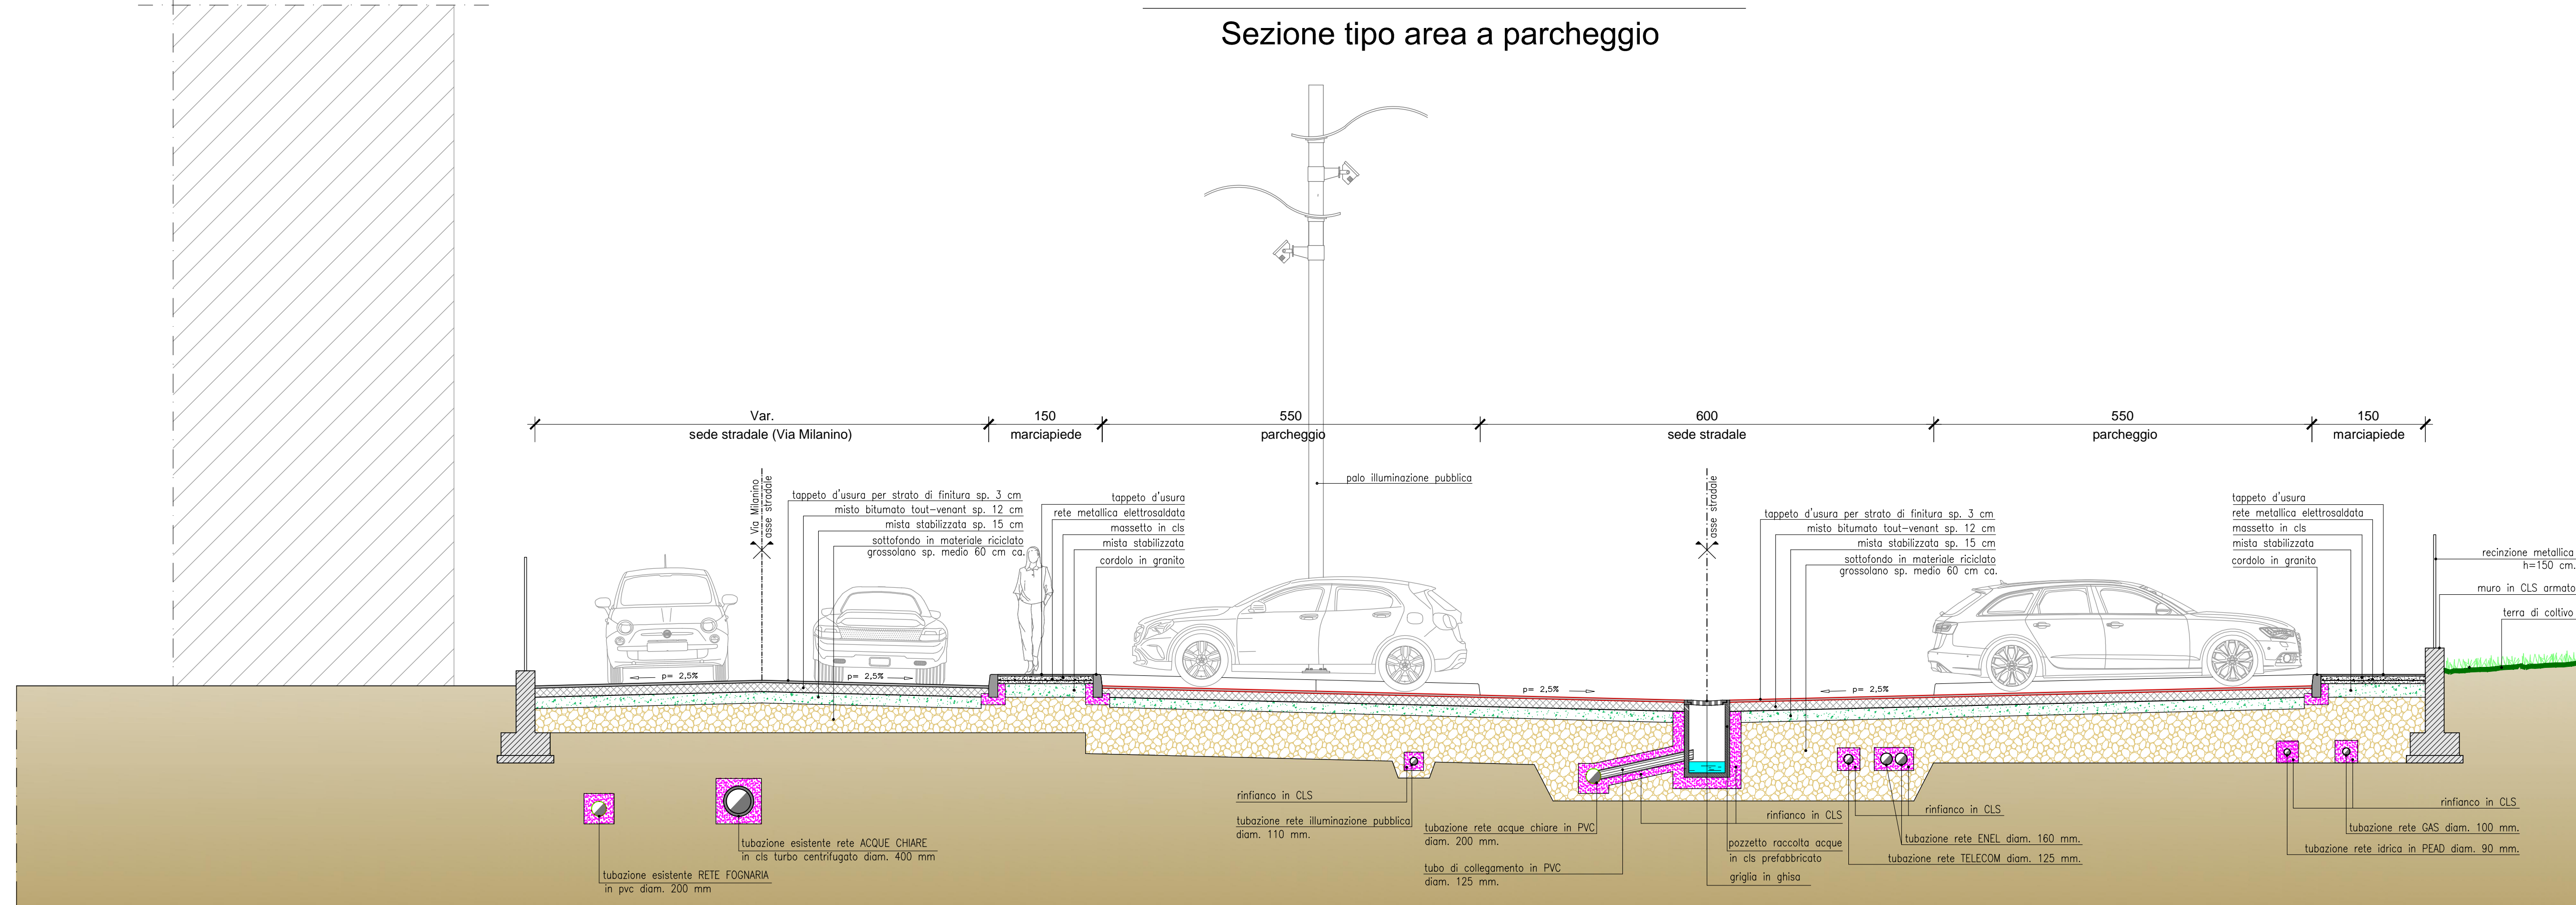 Sezione tipo area a parcheggio
Var.
sede stradale (Via Milanino)
150
marciapiede
550
parcheggio
600
sede stradale
550
parcheggio
150
marciapiede
palo illuminazione pubblica
Via Milanino
asse stradale
tappeto d'usura per strato di finitura sp. 3 cm
misto bitumato tout-venant sp. 12 cm
mista stabilizzata sp. 15 cm
sottofondo in materiale riciclato
grossolano sp. medio 60 cm ca.
tappeto d'usura
rete metallica elettrosaldata
massetto in cls
mista stabilizzata
cordolo in granito
asse stradale
tappeto d'usura per strato di finitura sp. 3 cm
misto bitumato tout-venant sp. 12 cm
mista stabilizzata sp. 15 cm
sottofondo in materiale riciclato
grossolano sp. medio 60 cm ca.
tappeto d'usura
rete metallica elettrosaldata
massetto in cls
mista stabilizzata
cordolo in granito
recinzione metallica
h=150 cm.
muro in CLS armato
terra di coltivo
p= 2,5%
p= 2,5%
p= 2,5%
p= 2,5%
rinfianco in CLS
tubazione rete illuminazione pubblica
diam. 110 mm.
tubazione rete acque chiare in PVC
diam. 200 mm.
tubo di collegamento in PVC
diam. 125 mm.
rinfianco in CLS
pozzetto raccolta acque
in cls prefabbricato
griglia in ghisa
rinfianco in CLS
tubazione rete ENEL diam. 160 mm.
tubazione rete TELECOM diam. 125 mm.
rinfianco in CLS
tubazione rete GAS diam. 100 mm.
tubazione rete idrica in PEAD diam. 90 mm.
tubazione esistente rete ACQUE CHIARE
in cls turbo centrifugato diam. 400 mm
tubazione esistente RETE FOGNARIA
in pvc diam. 200 mm